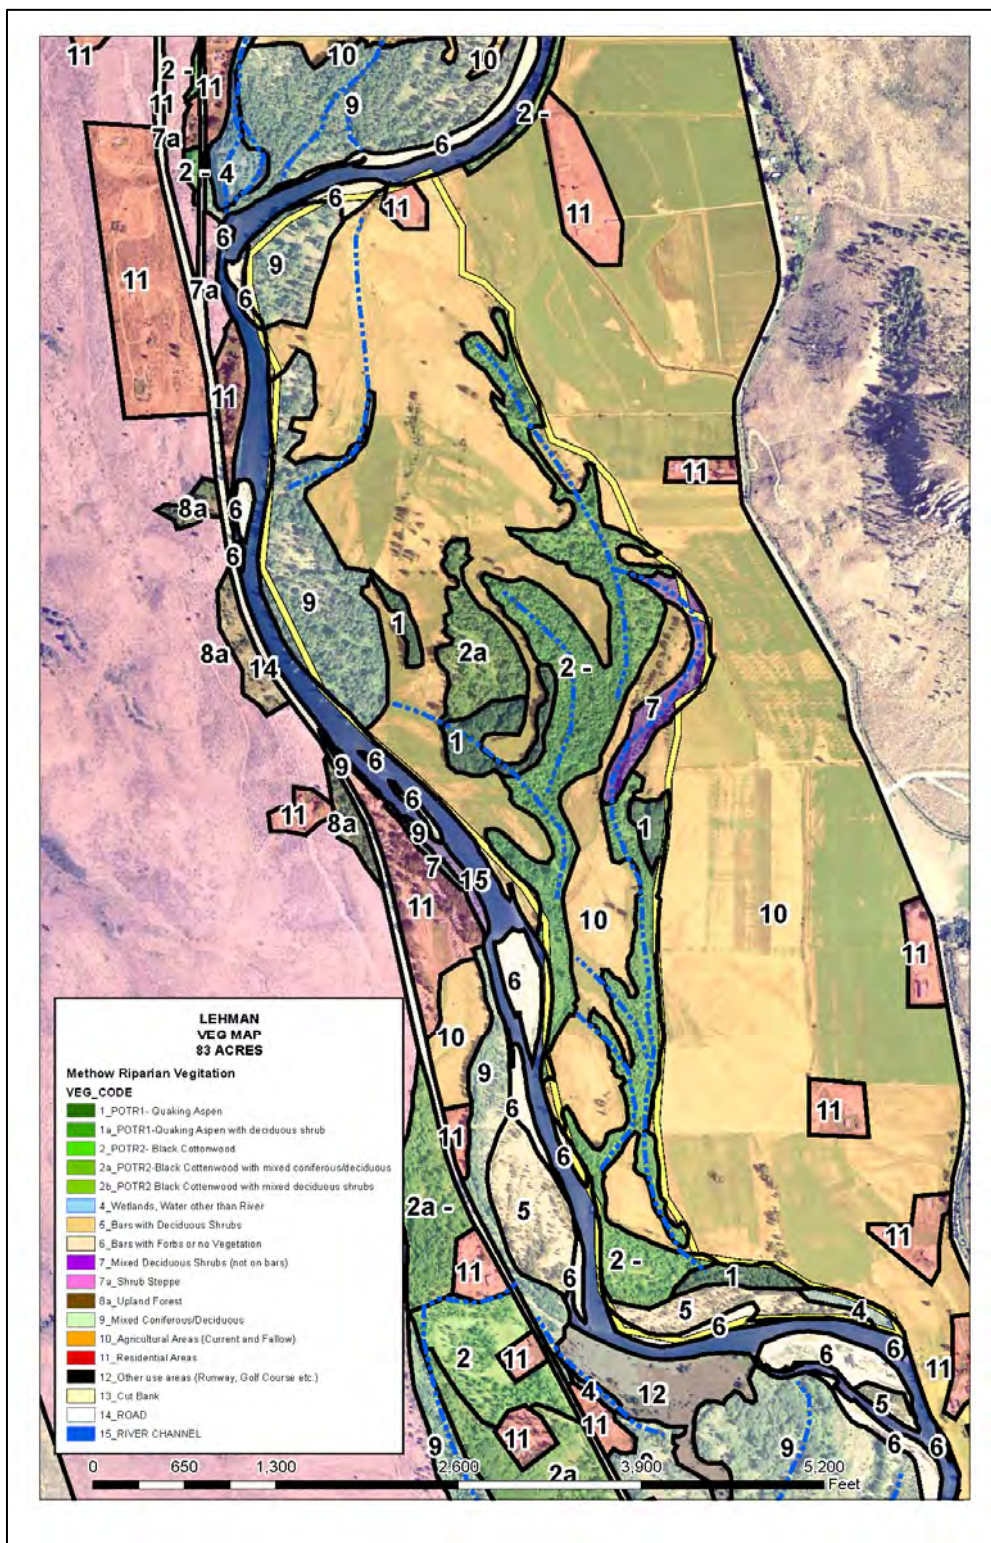 11
10
10
2 -
11
11
9
2 -
7a
6
2 - 4
6
11
11
6
9
11
7a
6
11
11
8a
6
6
9
1
8a
14
2a
2 -
7
1
9
6
11
8a
6
9
7
15
1
11
10
10
11
6
10
9
6
11
11
6
2a -
5
11
11
2 -
1
6
5
4
6
6
11
2
11
6
12
4
5
11
11
6
6
9
9
9
2a
LEHMAN
VEG MAP
83 ACRES
Methow Riparian Vegitation
VEG_CODE
1_POTR1- Quaking Aspen
1a_POTR1-Quaking Aspen with deciduous shrub
2_POTR2- Black Cottonwood
2a_POTR2-Black Cottenwood with mixed coniferous/deciduous
2b_POTR2 Black Cottonwood with mixed deciduous shrubs
4_Wetlands, Water other than River
5_Bars with Deciduous Shrubs
6_Bars with Forbs or no Vegetation
7_Mixed Deciduous Shrubs (not on bars)
7a_Shrub Steppe
8a_Upland Forest
9_Mixed Coniferous/Deciduous
10_Agricultural Areas (Current and Fallow)
11_Residential Areas
12_Other use areas (Runway, Golf Course etc.)
13_Cut Bank
14_ROAD
15_RIVER CHANNEL
0 650 1,300 2,600 3,900 5,200
Feet